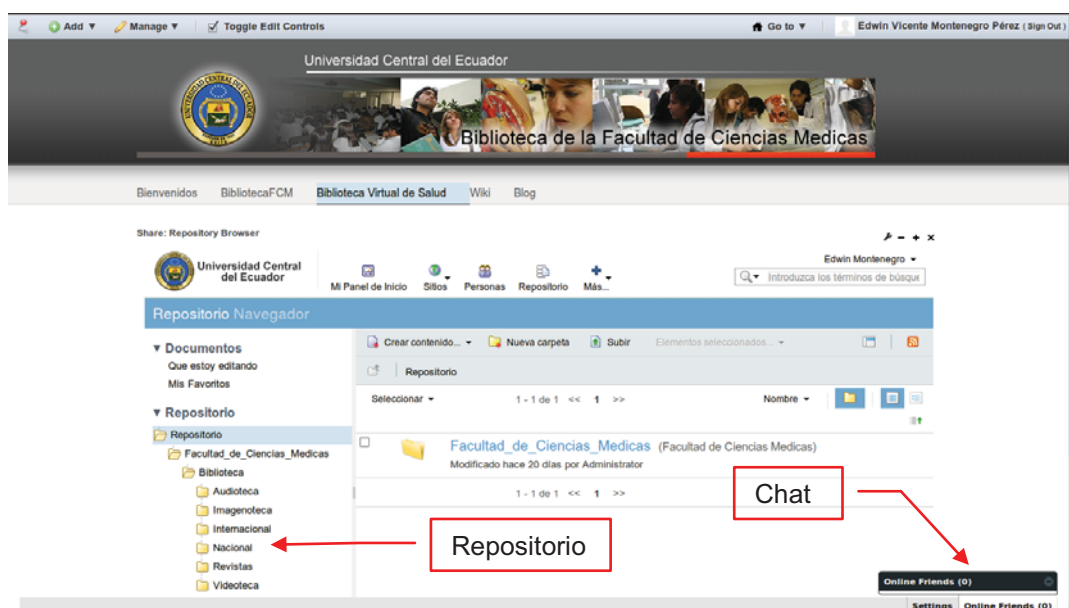 Add ▼ Manage ▼ Toggle Edit Controls Go to ▼ Edwin Vicente Montenegro Pérez ( Sign Out )
Universidad Central del Ecuador
Biblioteca de la Facultad de Ciencias Medicas
Bienvenidos BibliotecaFCM Biblioteca Virtual de Salud Wiki Blog
Share: Repository Browser
Edwin Montenegro
Universidad Central
del Ecuador
Mi Panel de Inicio Sitios Personas Repositorio Más...
Introduzca los términos de búsque
Repositorio Navegador
Documentos
Que estoy editando
Mis Favoritos
Repositorio
Repositorio
Facultad_de_Ciencias_Medicas
Biblioteca
Audioteca
Imagenoteca
Internacional
Nacional
Revistas
Videoteca
Crear contenido... Nueva carpeta Subir Elementos seleccionados...
Repositorio
Seleccionar 1 - 1 de 1 << 1 >> Nombre
Facultad_de_Ciencias_Medicas (Facultad de Ciencias Medicas)
Modificado hace 20 días por Administrator
1 - 1 de 1 << 1 >>
Chat
Repositorio
Online Friends (0)
Settings Online Friends (0)